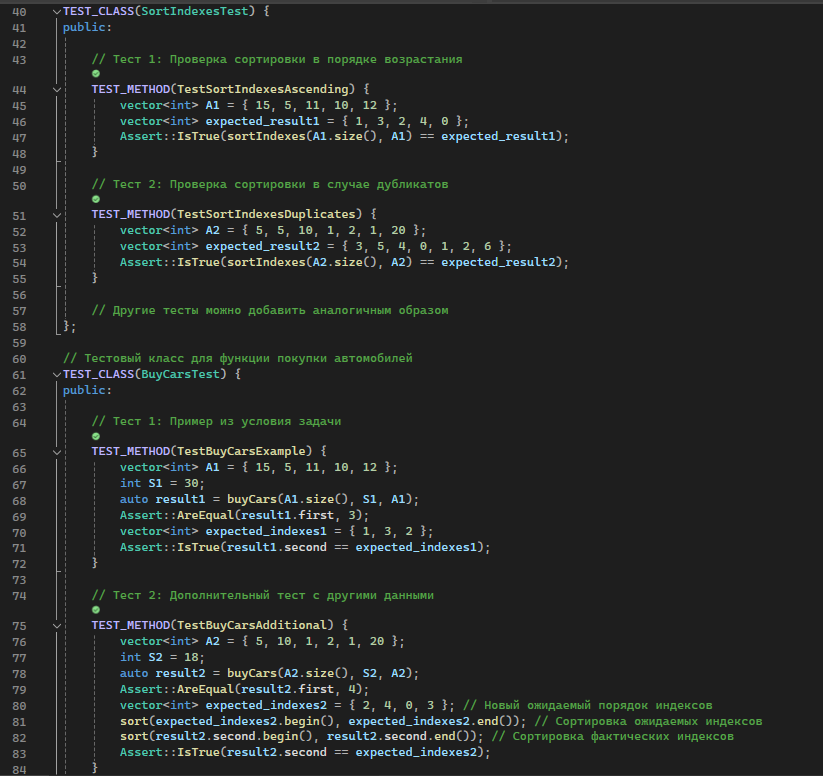 40 TEST_CLASS(SortIndexesTest) {
41 public:
42
43 // Тест 1: Проверка сортировки в порядке возрастания
44 TEST_METHOD(TestSortIndexesAscending) {
45 vector<int> A1 = { 15, 5, 11, 10, 12 };
46 vector<int> expected_result1 = { 1, 3, 2, 4, 0 };
47 Assert::IsTrue(sortIndexes(A1.size(), A1) == expected_result1);
48 }
49
50 // Тест 2: Проверка сортировки в случае дубликатов
51 TEST_METHOD(TestSortIndexesDuplicates) {
52 vector<int> A2 = { 5, 5, 10, 1, 2, 1, 20 };
53 vector<int> expected_result2 = { 3, 5, 4, 0, 1, 2, 6 };
54 Assert::IsTrue(sortIndexes(A2.size(), A2) == expected_result2);
55 }
56
57 // Другие тесты можно добавить аналогичным образом
58 };
59
60 // Тестовый класс для функции покупки автомобилей
61 TEST_CLASS(BuyCarsTest) {
62 public:
63
64 // Тест 1: Пример из условия задачи
65 TEST_METHOD(TestBuyCarsExample) {
66 vector<int> A1 = { 15, 5, 11, 10, 12 };
67 int S1 = 30;
68 auto result1 = buyCars(A1.size(), S1, A1);
69 Assert::AreEqual(result1.first, 3);
70 vector<int> expected_indexes1 = { 1, 3, 2 };
71 Assert::IsTrue(result1.second == expected_indexes1);
72 }
73
74 // Тест 2: Дополнительный тест с другими данными
75 TEST_METHOD(TestBuyCarsAdditional) {
76 vector<int> A2 = { 5, 10, 1, 2, 1, 20 };
77 int S2 = 18;
78 auto result2 = buyCars(A2.size(), S2, A2);
79 Assert::AreEqual(result2.first, 4);
80 vector<int> expected_indexes2 = { 2, 4, 0, 3 }; // Новый ожидаемый порядок индексов
81 sort(expected_indexes2.begin(), expected_indexes2.end()); // Сортировка ожидаемых индексов
82 sort(result2.second.begin(), result2.second.end()); // Сортировка фактических индексов
83 Assert::IsTrue(result2.second == expected_indexes2);
84 }